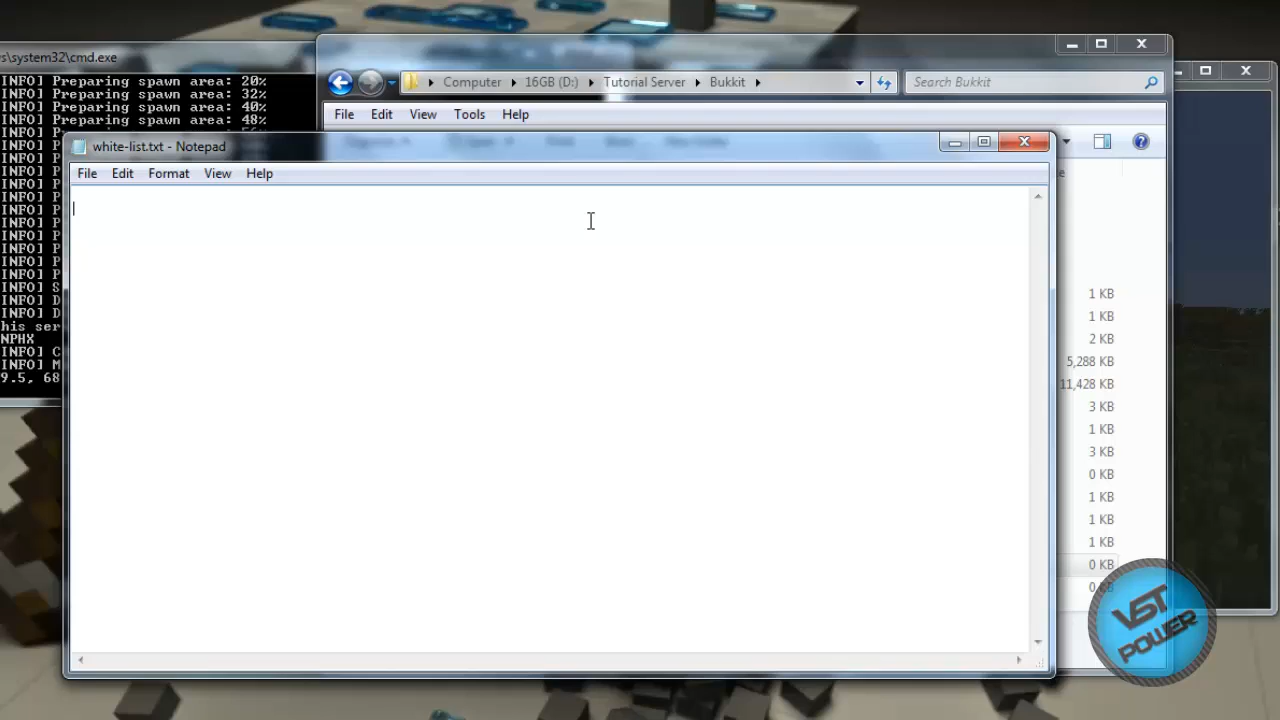 s\system32\cmd.exe
INFO] Preparing spawn area: 20%
INFO] Preparing spawn area: 32%
INFO] Preparing spawn area: 40%
INFO] Preparing spawn area: 48%
INFO] P
INFO] P
INFO] P
INFO] P
INFO] P
INFO] P
INFO] P
INFO] P
INFO] P
INFO] P
INFO] P
INFO] S
INFO] D
INFO] D
his ser
NPHX
INFO] C
INFO] M
9.5, 68
Computer 16GB (D:) Tutorial Server Bukkit
Search Bukkit
File Edit View Tools Help
white-list.txt - Notepad
File Edit Format View Help
e
1 KB
1 KB
2 KB
5,288 KB
11,428 KB
3 KB
1 KB
3 KB
0 KB
1 KB
1 KB
1 KB
0 KB
0
VST
POWER